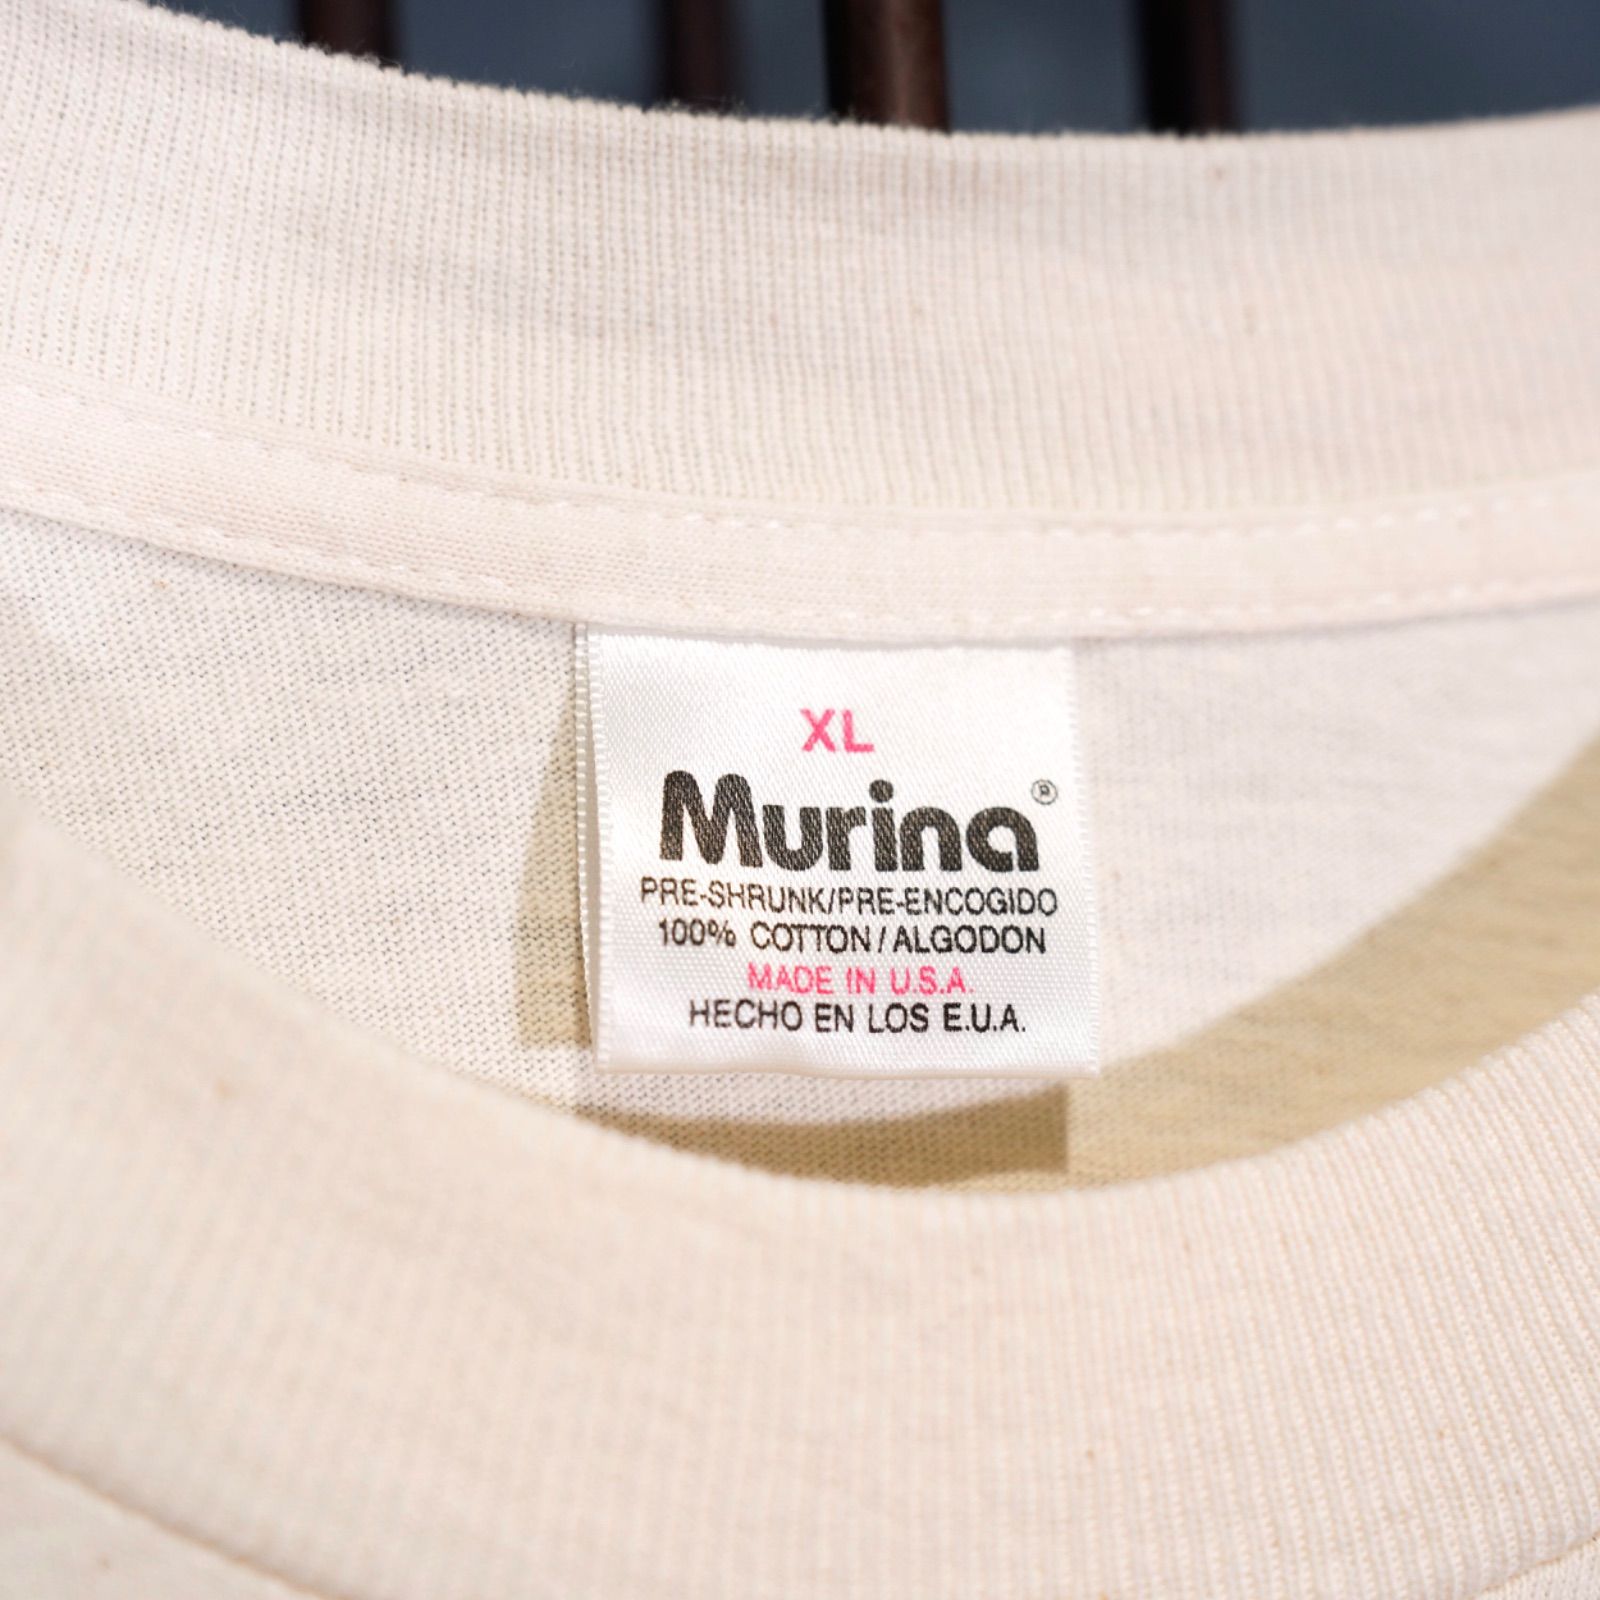 XL
Murina®
PRE-SHRUNK/PRE-ENCOGIDO
100% COTTON/ALGODON
MADE IN U.S.A.
HECHO EN LOS E.U.A.